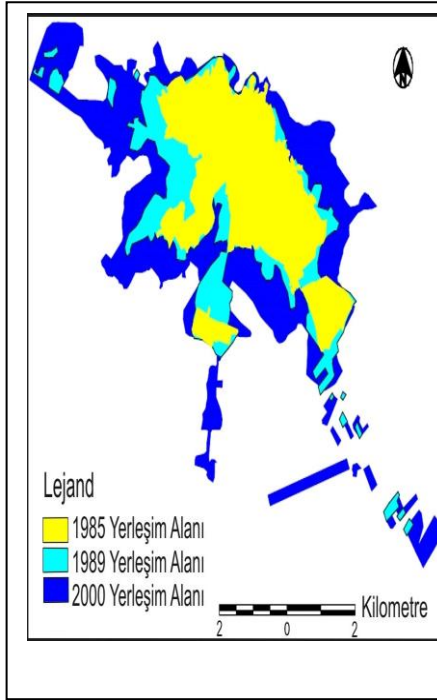 N
Lejand
1985 Yerleşim Alanı
1989 Yerleşim Alanı
2000 Yerleşim Alanı
Kilometre
2 0 2